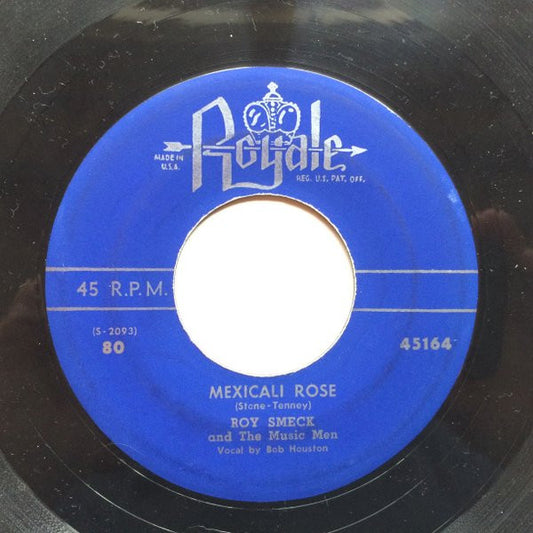 Royale
MADE IN
U.S.A.
REG. U.S. PAT. OFF.
45 R.P.M.
(S-2093)
80
45164
MEXICALI ROSE
(Stone-Tenney)
ROY SMECK
and The Music Men
Vocal by Bob Houston